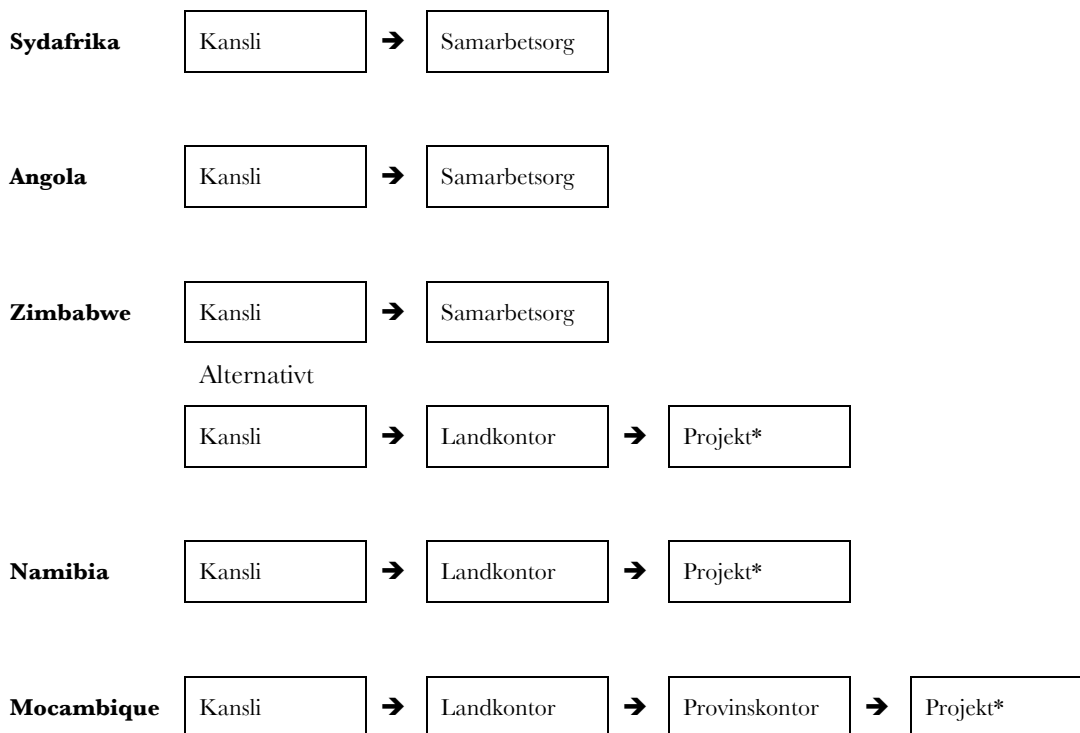 Sydafrika Kansli ➔ Samarbetsorg
Angola Kansli ➔ Samarbetsorg
Zimbabwe Kansli ➔ Samarbetsorg
Alternativt
Kansli ➔ Landkontor ➔ Projekt*
Namibia Kansli ➔ Landkontor ➔ Projekt*
Mocambique Kansli ➔ Landkontor ➔ Provinskontor ➔ Projekt*